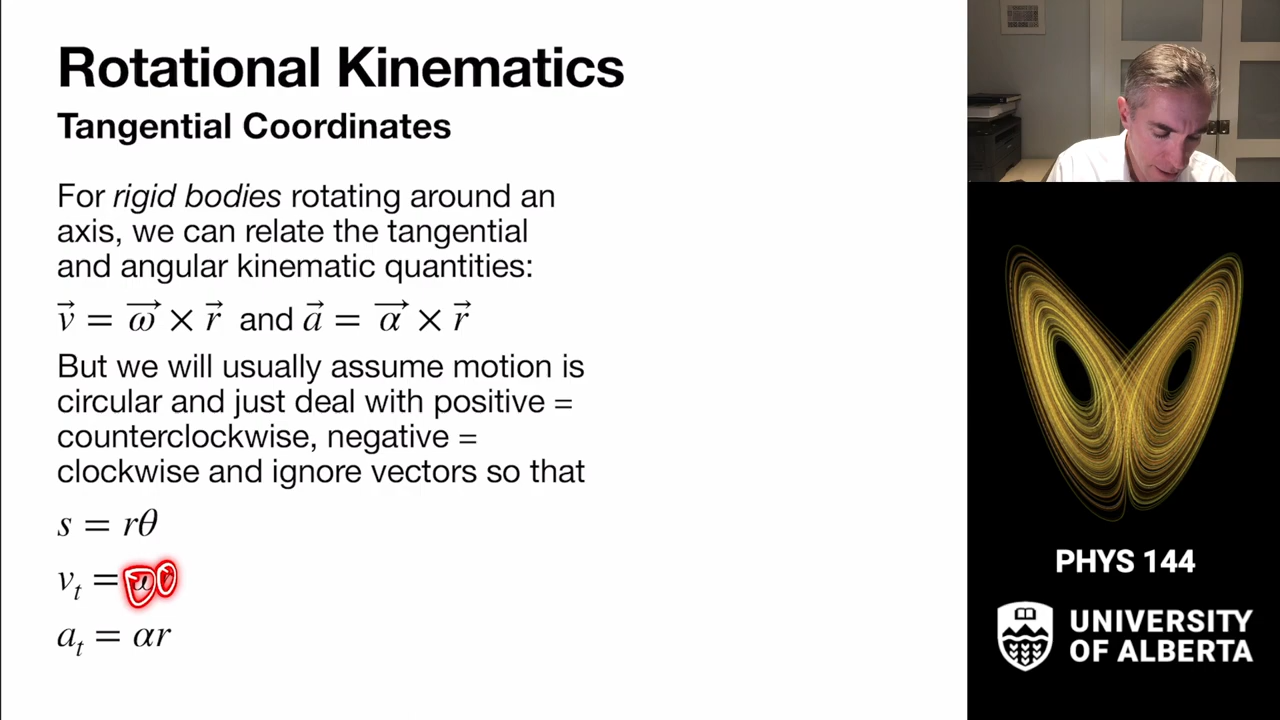 Rotational Kinematics
Tangential Coordinates
For rigid bodies rotating around an
axis, we can relate the tangential
and angular kinematic quantities:
v⃗ = ω⃗ × r⃗ and a⃗ = α⃗ × r⃗
But we will usually assume motion is
circular and just deal with positive =
counterclockwise, negative =
clockwise and ignore vectors so that
s = rθ
vₜ =
aₜ = αr
PHYS 144
UNIVERSITY
OF ALBERTA